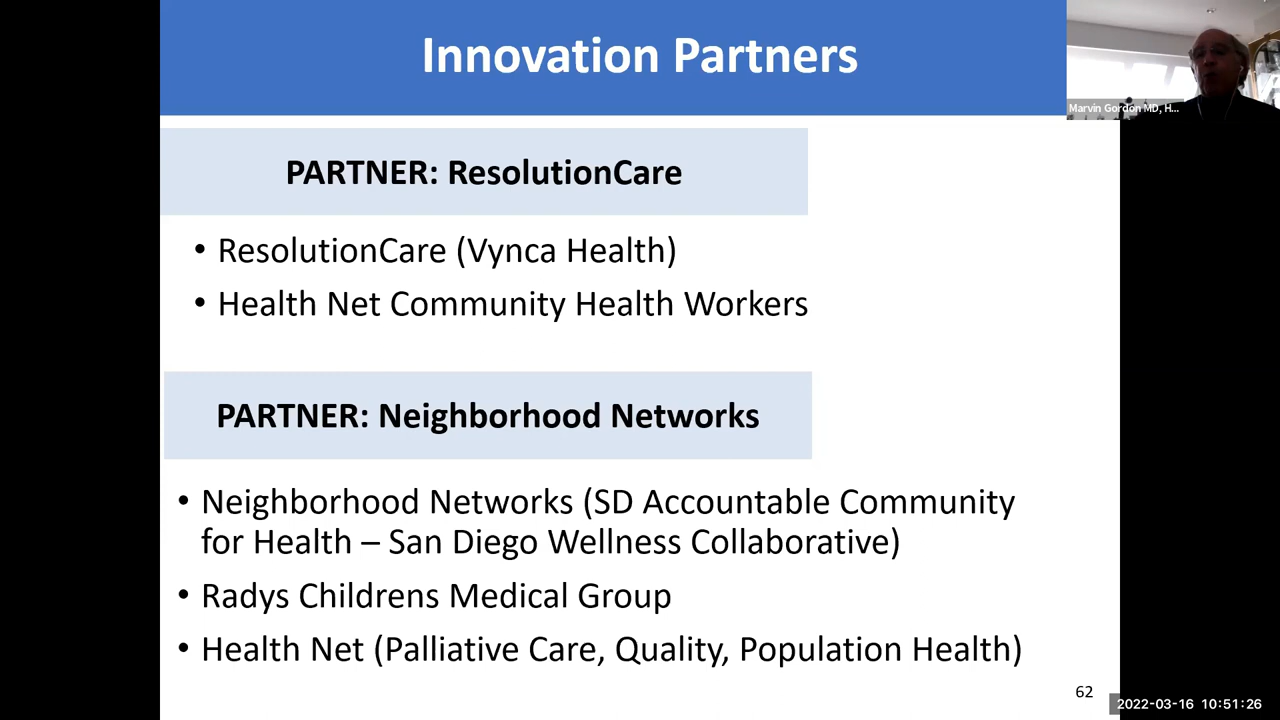 Innovation Partners
Marvin Gordon MD, H...
PARTNER: ResolutionCare
• ResolutionCare (Vynca Health)
• Health Net Community Health Workers
PARTNER: Neighborhood Networks
• Neighborhood Networks (SD Accountable Community
for Health – San Diego Wellness Collaborative)
• Radys Childrens Medical Group
• Health Net (Palliative Care, Quality, Population Health)
62
2022-03-16 10:51:26